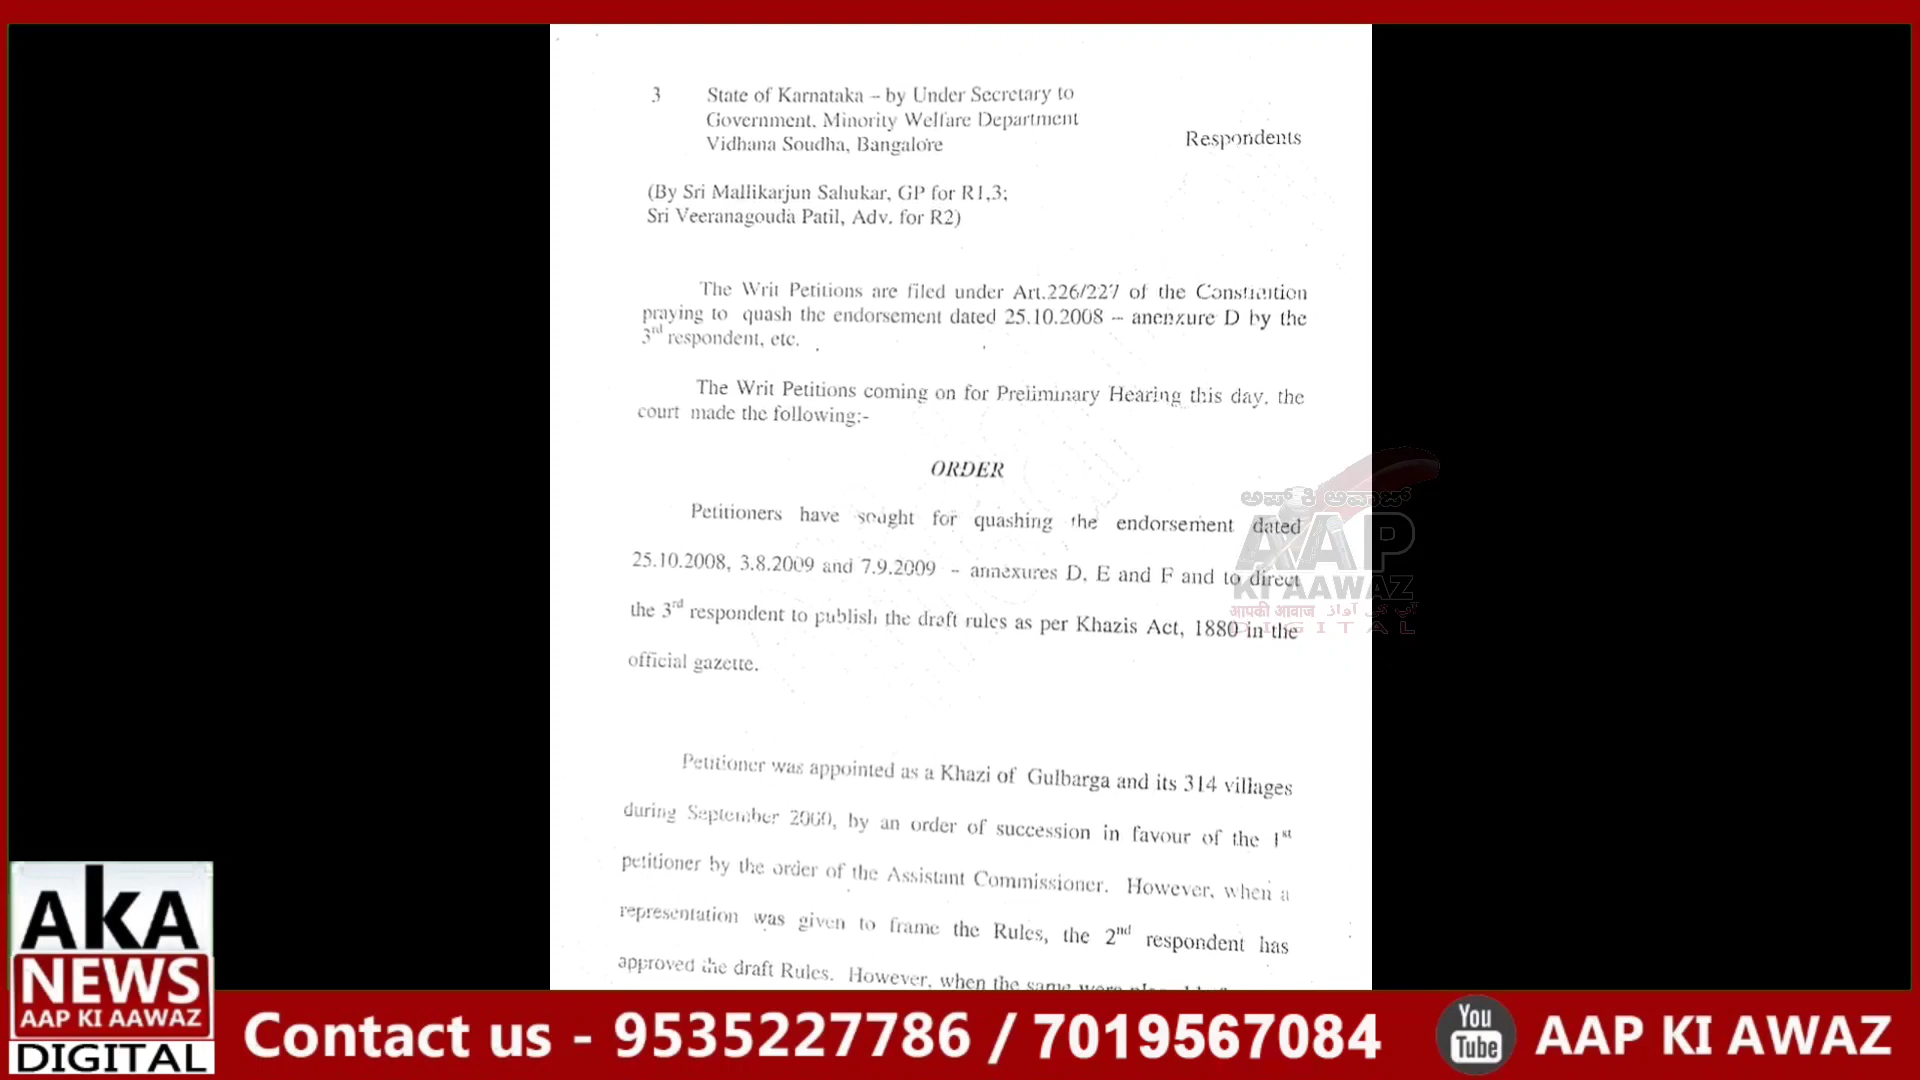 3 State of Karnataka – by Under Secretary to
Government, Minority Welfare Department
Vidhana Soudha, Bangalore
Respondents
(By Sri Mallikarjun Sahukar, GP for R1,3;
Sri Veeranagouda Patil, Adv. for R2)
The Writ Petitions are filed under Art.226/227 of the Constitution
praying to quash the endorsement dated 25.10.2008 – anenxure D by the
3rd respondent, etc.
The Writ Petitions coming on for Preliminary Hearing this day, the
court made the following:-
ORDER
Petitioners have sought for quashing the endorsement dated
25.10.2008, 3.8.2009 and 7.9.2009 – annexures D, E and F and to direct
the 3rd respondent to publish the draft rules as per Khazis Act, 1880 in the
official gazette.
Petitioner was appointed as a Khazi of Gulbarga and its 314 villages
during September 2000, by an order of succession in favour of the 1st
petitioner by the order of the Assistant Commissioner. However, when a
representation was given to frame the Rules, the 2nd respondent has
approved the draft Rules. However, when the same were
ಆಪ್ ಕಿ ಆವಾಜ್
AAP
KI AAWAZ
आपकी आवाज آپ کی آواز
DIGITAL
AKA
NEWS
AAP KI AAWAZ
DIGITAL
Contact us - 9535227786 / 7019567084
You
Tube
AAP KI AWAZ